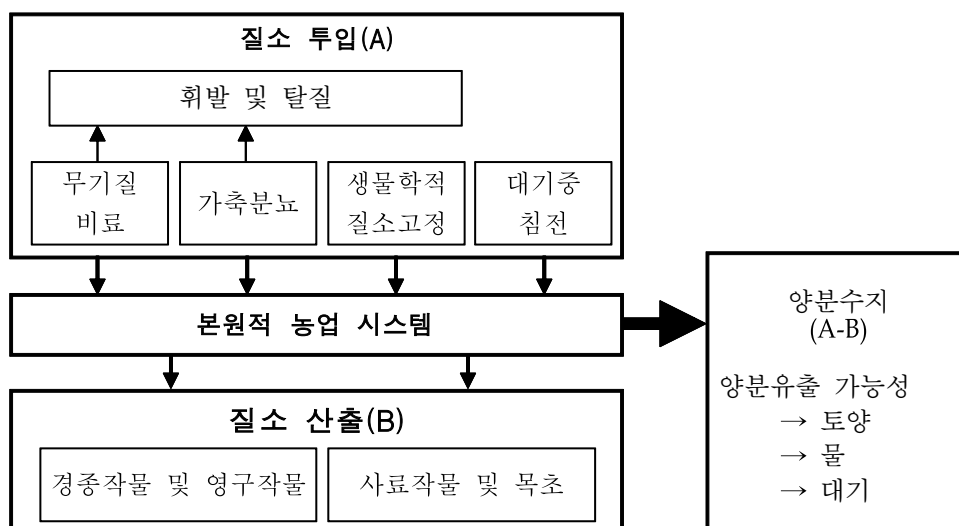 질소 투입(A)
휘발 및 탈질
무기질
비료
가축분뇨
생물학적
질소고정
대기중
침전
본원적 농업 시스템
질소 산출(B)
경종작물 및 영구작물
사료작물 및 목초
양분수지
(A-B)
양분유출 가능성
→ 토양
→ 물
→ 대기